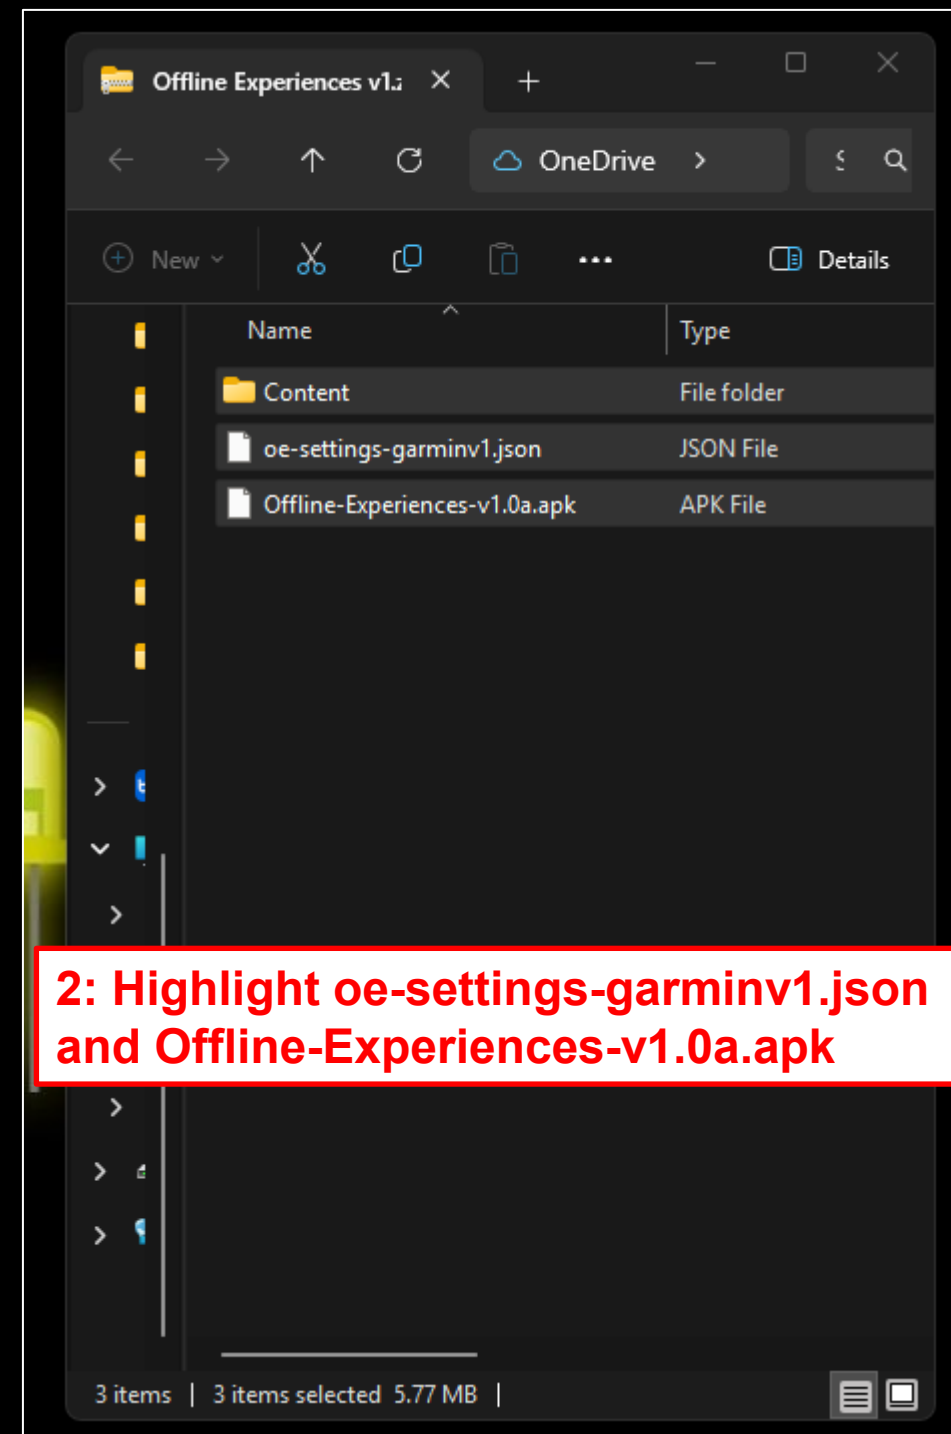 Offline Experiences v1.
OneDrive
New
Details
Name
Type
Content
File folder
oe-settings-garminv1.json
JSON File
Offline-Experiences-v1.0a.apk
APK File
2: Highlight oe-settings-garminv1.json
and Offline-Experiences-v1.0a.apk
3 items | 3 items selected 5.77 MB |